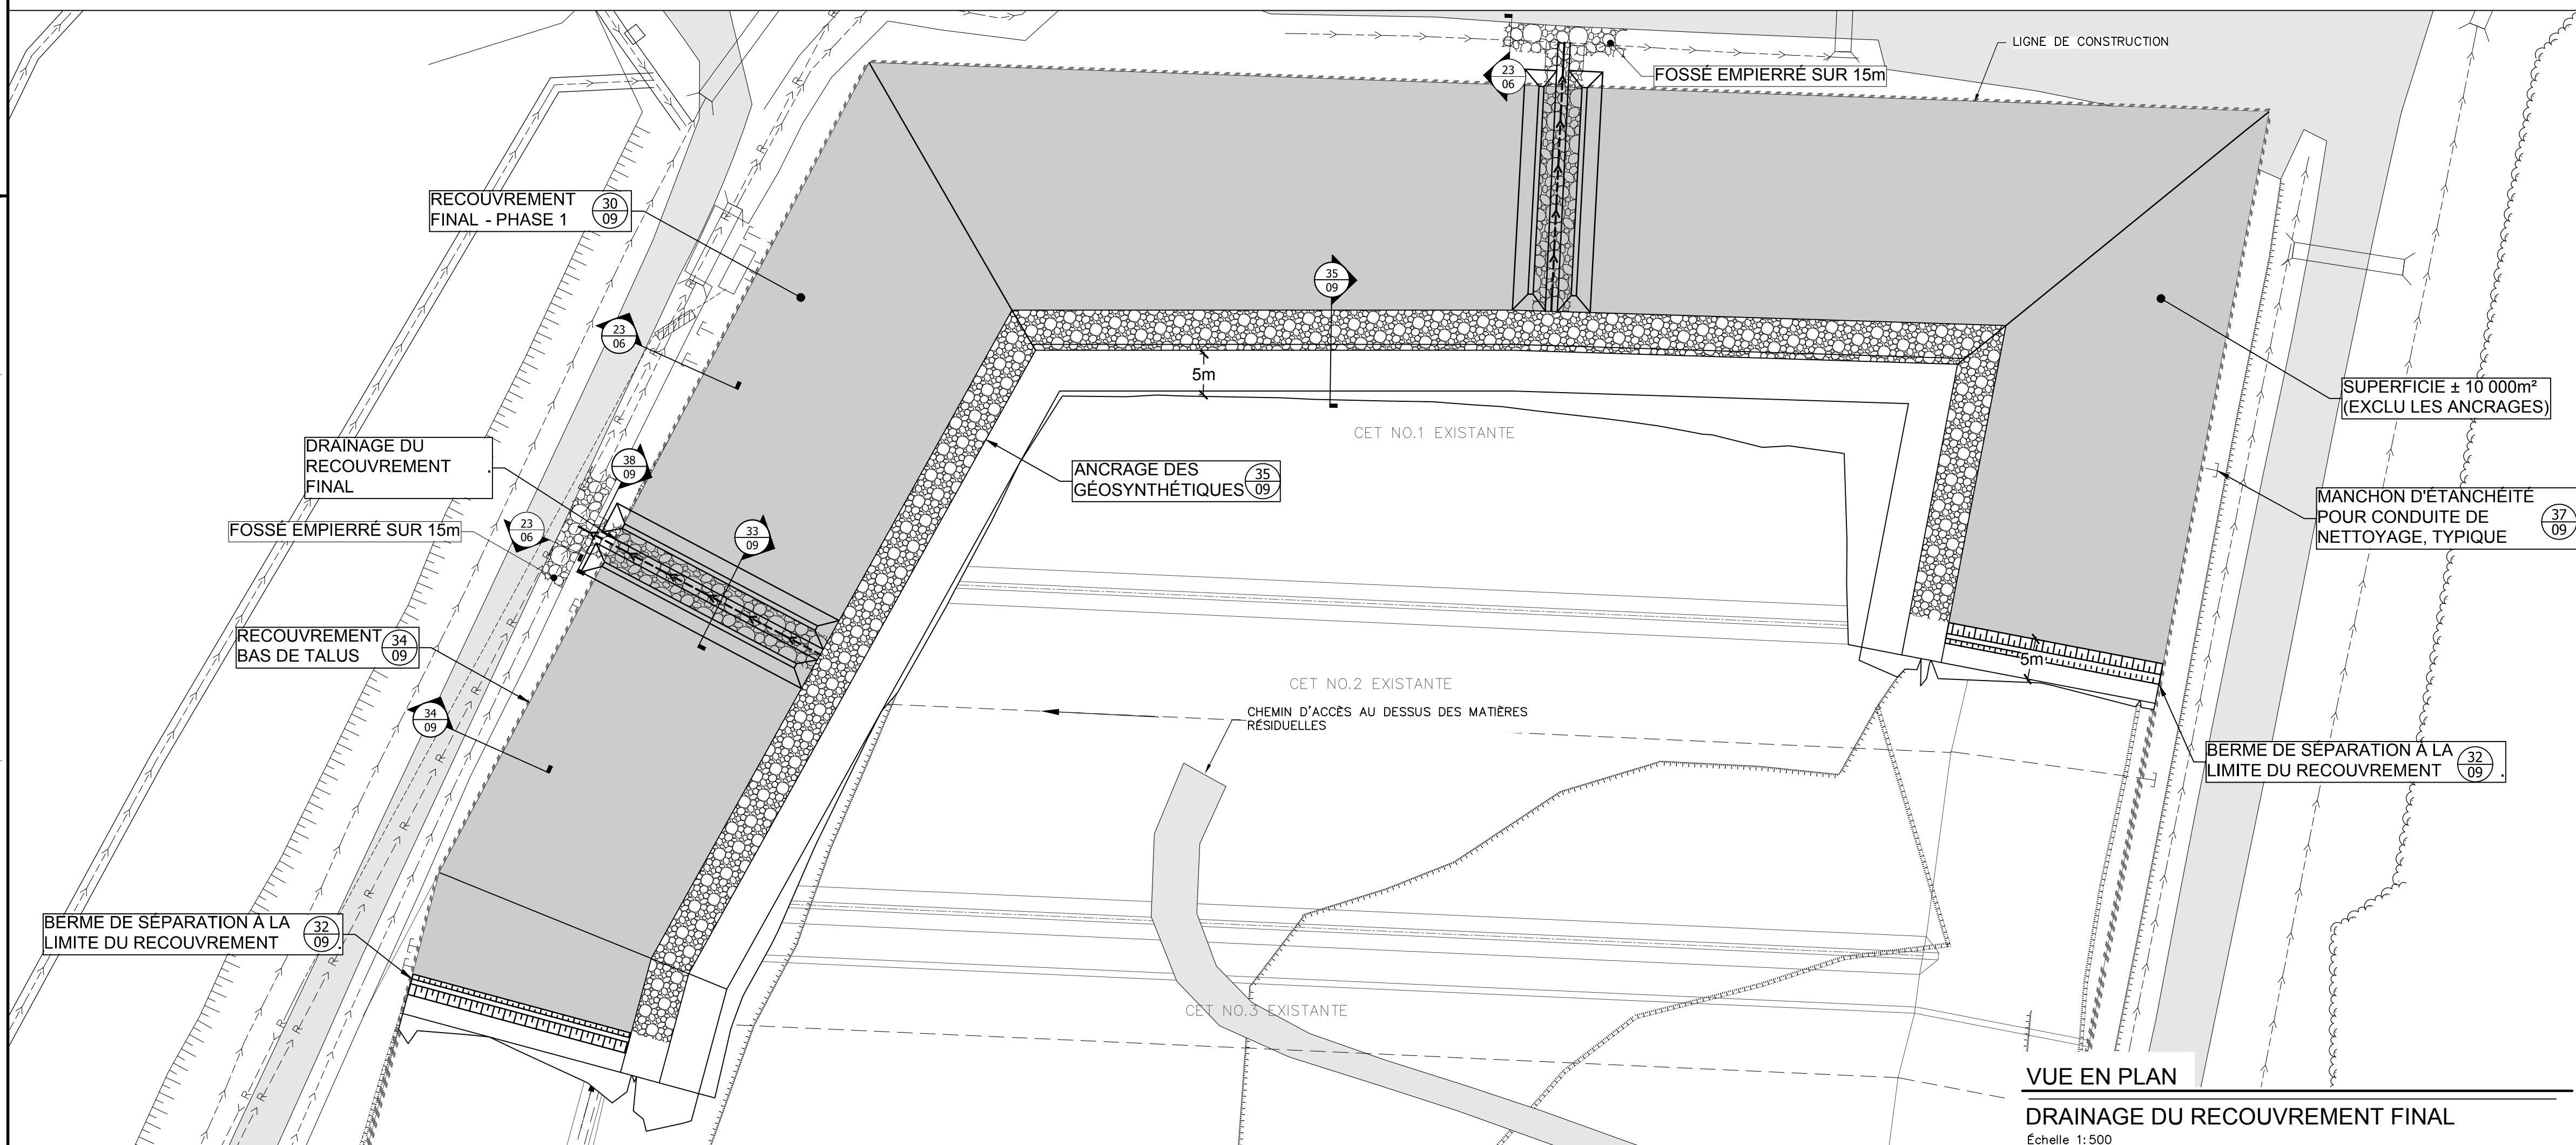 LIGNE DE CONSTRUCTION
23
06
FOSSÉ EMPIERRÉ SUR 15m
RECOUVREMENT
FINAL - PHASE 1
30
09
35
09
23
06
5m
SUPERFICIE ± 10 000m²
(EXCLU LES ANCRAGES)
CET NO.1 EXISTANTE
DRAINAGE DU
RECOUVREMENT
FINAL
38
09
ANCRAGE DES
GÉOSYNTHÉTIQUES
35
09
MANCHON D'ÉTANCHÉITÉ
POUR CONDUITE DE
NETTOYAGE, TYPIQUE
37
09
FOSSÉ EMPIERRÉ SUR 15m
23
06
33
09
RECOUVREMENT
BAS DE TALUS
34
09
5m
CET NO.2 EXISTANTE
34
09
CHEMIN D'ACCÈS AU DESSUS DES MATIÈRES
RÉSIDUELLES
BERME DE SÉPARATION À LA
LIMITE DU RECOUVREMENT
32
09
BERME DE SÉPARATION À LA
LIMITE DU RECOUVREMENT
32
09
CET NO.3 EXISTANTE
VUE EN PLAN
DRAINAGE DU RECOUVREMENT FINAL
Échelle 1:500